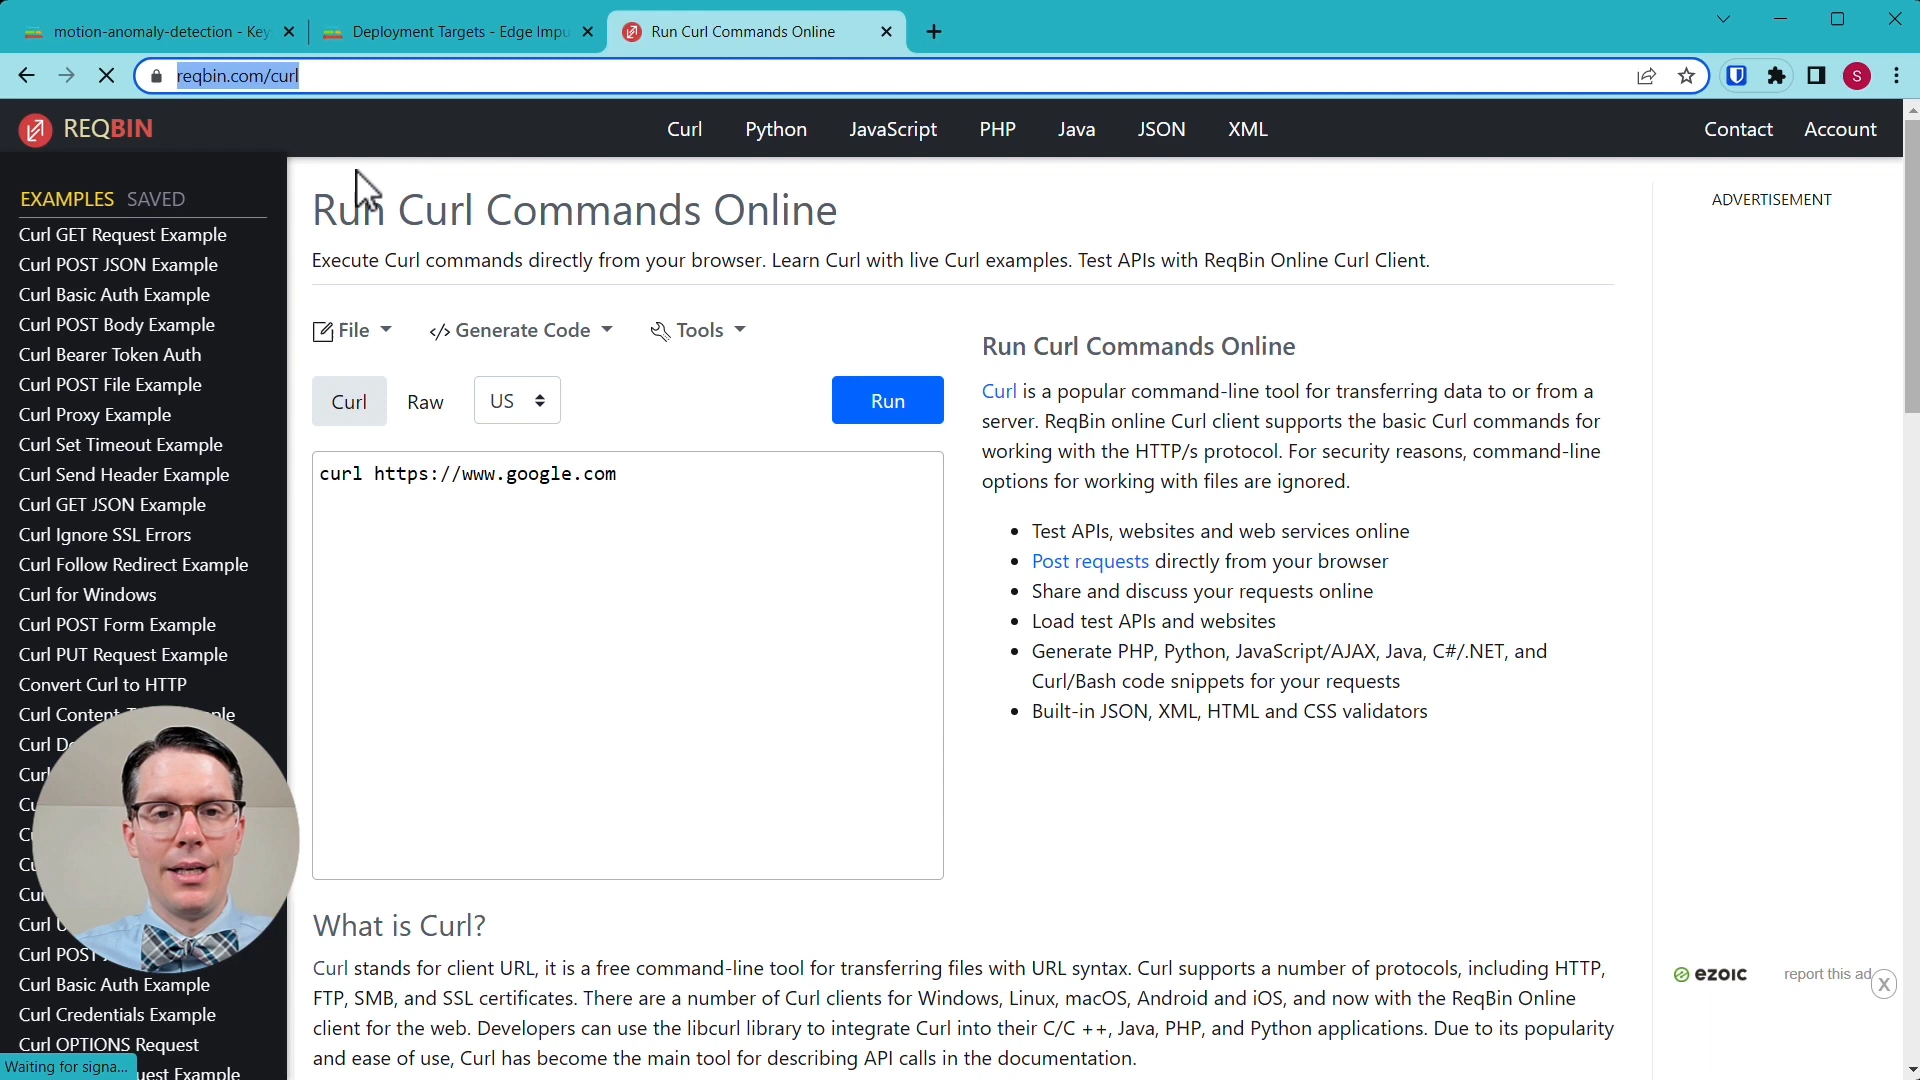 motion-anomaly-detection - Key
Deployment Targets - Edge Impu
Run Curl Commands Online
reqbin.com/curl
S
REQBIN
Curl
Python
JavaScript
PHP
Java
JSON
XML
Contact
Account
EXAMPLES SAVED
Curl GET Request Example
Curl POST JSON Example
Curl Basic Auth Example
Curl POST Body Example
Curl Bearer Token Auth
Curl POST File Example
Curl Proxy Example
Curl Set Timeout Example
Curl Send Header Example
Curl GET JSON Example
Curl Ignore SSL Errors
Curl Follow Redirect Example
Curl for Windows
Curl POST Form Example
Curl PUT Request Example
Convert Curl to HTTP
Curl Content
Curl
Curl
Curl
Curl POST
Curl Basic Auth Example
Curl Credentials Example
Curl OPTIONS Request
uest Example
Waiting for signa...
Run Curl Commands Online
Execute Curl commands directly from your browser. Learn Curl with live Curl examples. Test APIs with ReqBin Online Curl Client.
File
</> Generate Code
Tools
Curl
Raw
US
Run
curl https://www.google.com
Run Curl Commands Online
Curl is a popular command-line tool for transferring data to or from a
server. ReqBin online Curl client supports the basic Curl commands for
working with the HTTP/s protocol. For security reasons, command-line
options for working with files are ignored.
• Test APIs, websites and web services online
• Post requests directly from your browser
• Share and discuss your requests online
• Load test APIs and websites
• Generate PHP, Python, JavaScript/AJAX, Java, C#/.NET, and
Curl/Bash code snippets for your requests
• Built-in JSON, XML, HTML and CSS validators
What is Curl?
Curl stands for client URL, it is a free command-line tool for transferring files with URL syntax. Curl supports a number of protocols, including HTTP,
FTP, SMB, and SSL certificates. There are a number of Curl clients for Windows, Linux, macOS, Android and iOS, and now with the ReqBin Online
client for the web. Developers can use the libcurl library to integrate Curl into their C/C ++, Java, PHP, and Python applications. Due to its popularity
and ease of use, Curl has become the main tool for describing API calls in the documentation.
ADVERTISEMENT
ezoic
report this ad
X